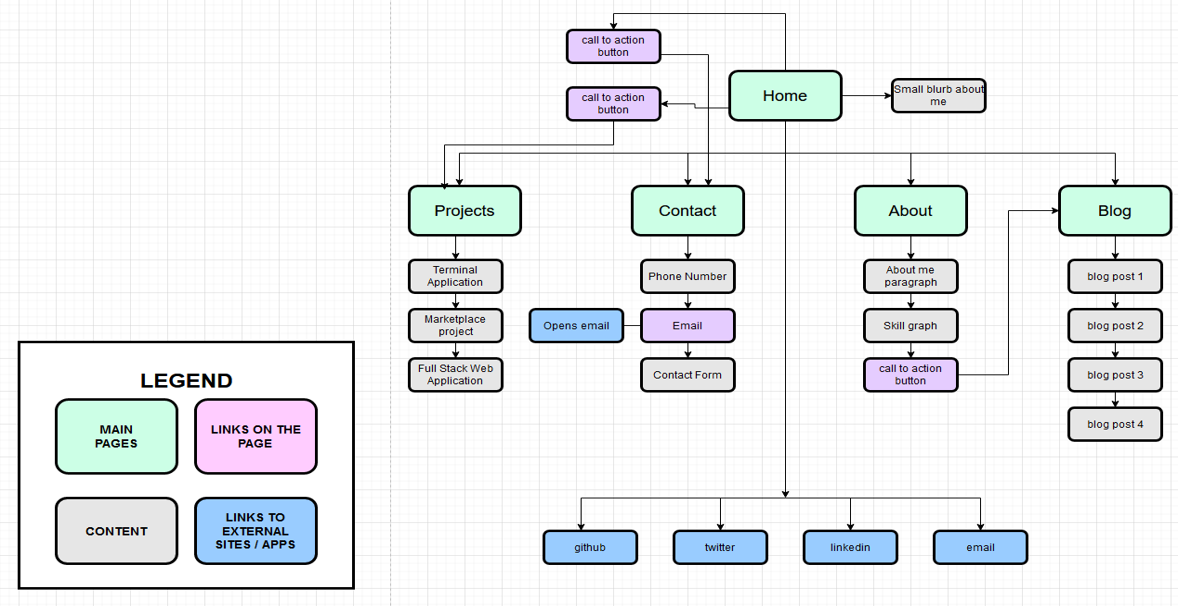 call to action
button
call to action
button
Home
Small blurb about
me
Projects
Contact
About
Blog
Terminal
Application
Phone Number
About me
paragraph
blog post 1
Marketplace
project
Opens email
Email
Skill graph
blog post 2
Full Stack Web
Application
Contact Form
call to action
button
blog post 3
blog post 4
LEGEND
MAIN
PAGES
LINKS ON THE
PAGE
CONTENT
LINKS TO
EXTERNAL
SITES / APPS
github
twitter
linkedin
email